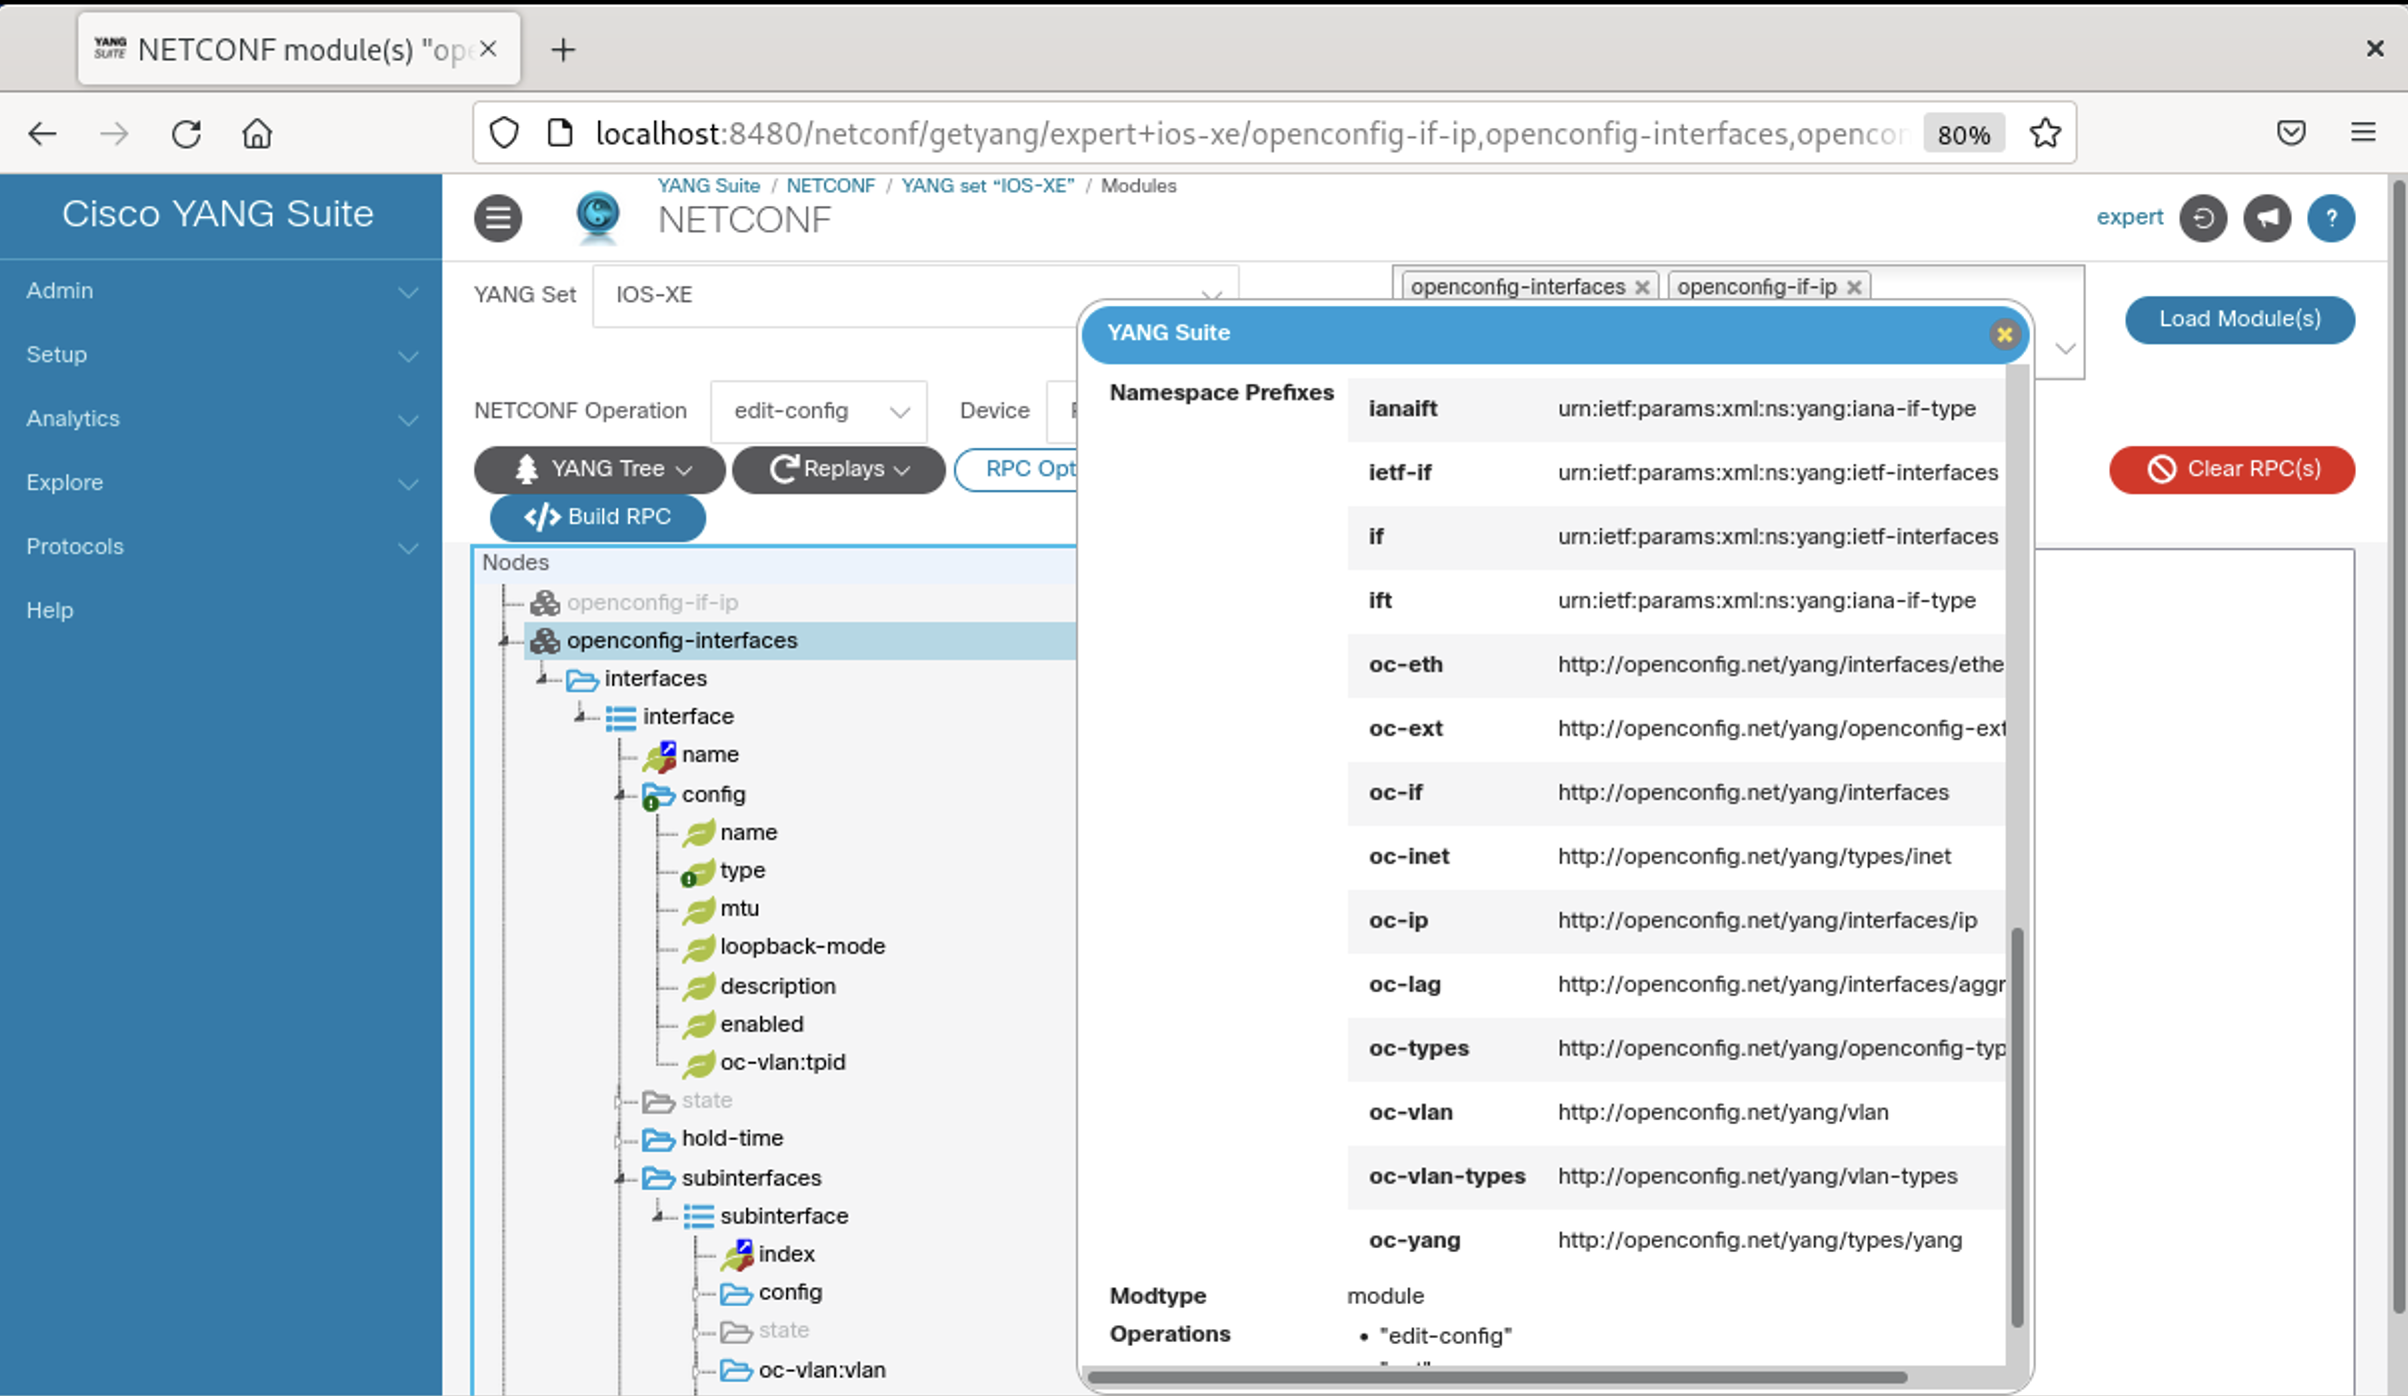 YANG SUITE NETCONF module(s) "ope
localhost:8480/netconf/getyang/expert+ios-xe/openconfig-if-ip,openconfig-interfaces,openco
80%
Cisco YANG Suite
Admin
Setup
Analytics
Explore
Protocols
Help
YANG Suite / NETCONF / YANG set “IOS-XE” / Modules
NETCONF
expert
?
YANG Set IOS-XE
openconfig-interfaces openconfig-if-ip
Load Module(s)
NETCONF Operation edit-config Device
YANG Tree Replays RPC Opt
Clear RPC(s)
</> Build RPC
Nodes
openconfig-if-ip
openconfig-interfaces
interfaces
interface
name
config
name
type
mtu
loopback-mode
description
enabled
oc-vlan:tpid
state
hold-time
subinterfaces
subinterface
index
config
state
oc-vlan:vlan
YANG Suite
Namespace Prefixes
ianaift urn:ietf:params:xml:ns:yang:iana-if-type
ietf-if urn:ietf:params:xml:ns:yang:ietf-interfaces
if urn:ietf:params:xml:ns:yang:ietf-interfaces
ift urn:ietf:params:xml:ns:yang:iana-if-type
oc-eth http://openconfig.net/yang/interfaces/ethe
oc-ext http://openconfig.net/yang/openconfig-ext
oc-if http://openconfig.net/yang/interfaces
oc-inet http://openconfig.net/yang/types/inet
oc-ip http://openconfig.net/yang/interfaces/ip
oc-lag http://openconfig.net/yang/interfaces/aggr
oc-types http://openconfig.net/yang/openconfig-typ
oc-vlan http://openconfig.net/yang/vlan
oc-vlan-types http://openconfig.net/yang/vlan-types
oc-yang http://openconfig.net/yang/types/yang
Modtype module
Operations • "edit-config"